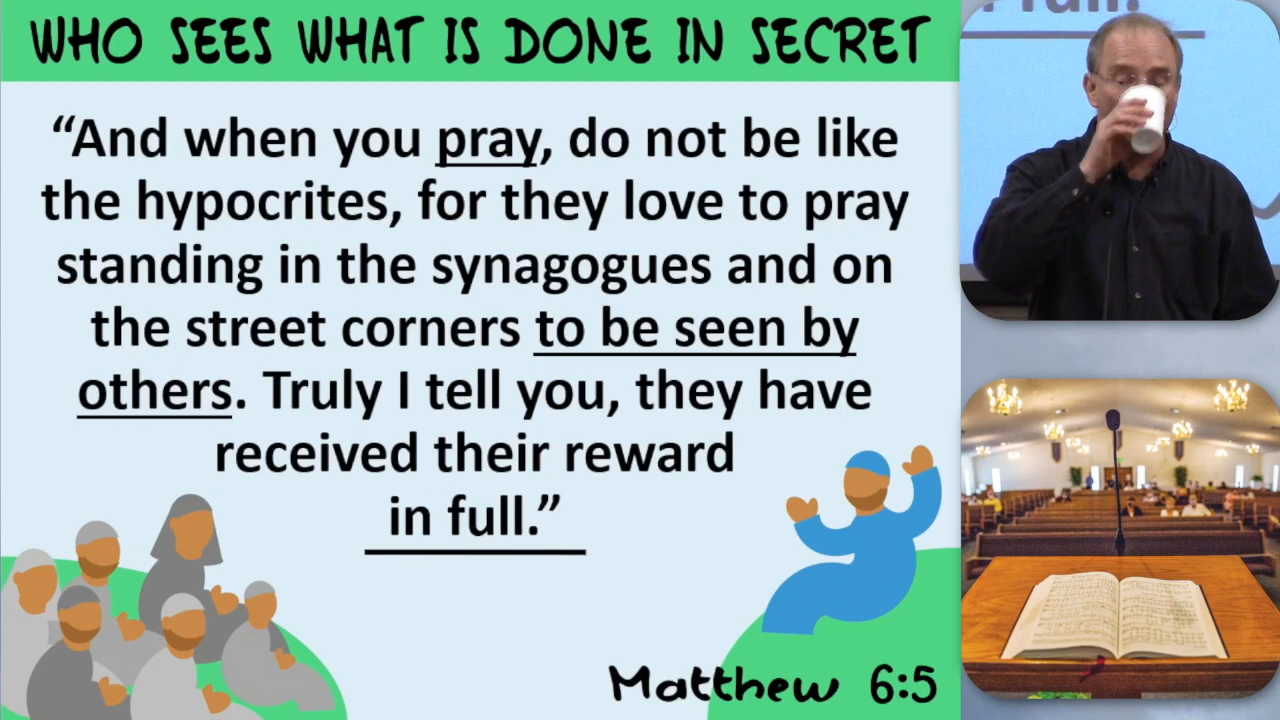 WHO SEES WHAT IS DONE IN SECRET
“And when you pray, do not be like
the hypocrites, for they love to pray
standing in the synagogues and on
the street corners to be seen by
others. Truly I tell you, they have
received their reward
in full.”
Matthew 6:5